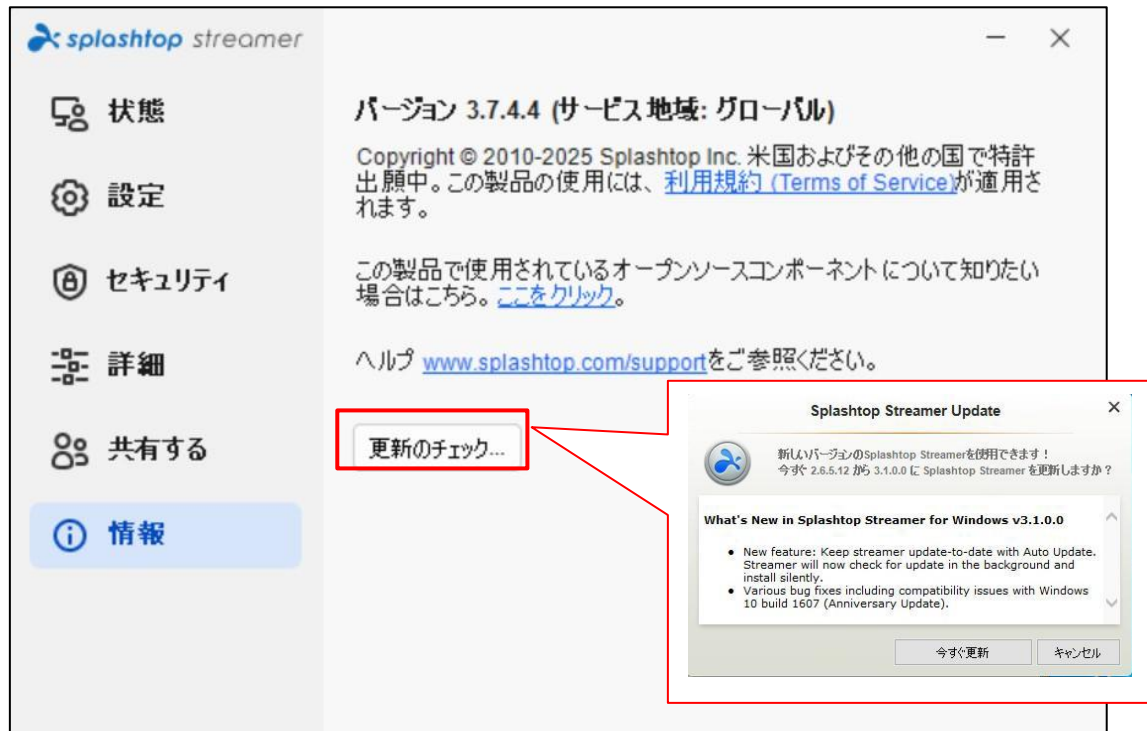 splashtop streamer
状態
設定
セキュリティ
詳細
共有する
情報
バージョン 3.7.4.4 (サービス地域: グローバル)
Copyright © 2010-2025 Splashtop Inc. 米国およびその他の国で特許
出願中。この製品の使用には、利用規約 (Terms of Service)が適用さ
れます。
この製品で使用されているオープンソースコンポーネントについて知りたい
場合はこちら。ここをクリック。
ヘルプ www.splashtop.com/supportをご参照ください。
更新のチェック...
Splashtop Streamer Update
新しいバージョンのSplashtop Streamerを使用できます！
今すぐ 2.6.5.12 から 3.1.0.0 に Splashtop Streamer を更新しますか？
What's New in Splashtop Streamer for Windows v3.1.0.0
• New feature: Keep streamer update-to-date with Auto Update.
Streamer will now check for update in the background and
install silently.
• Various bug fixes including compatibility issues with Windows
10 build 1607 (Anniversary Update).
今すぐ更新
キャンセル